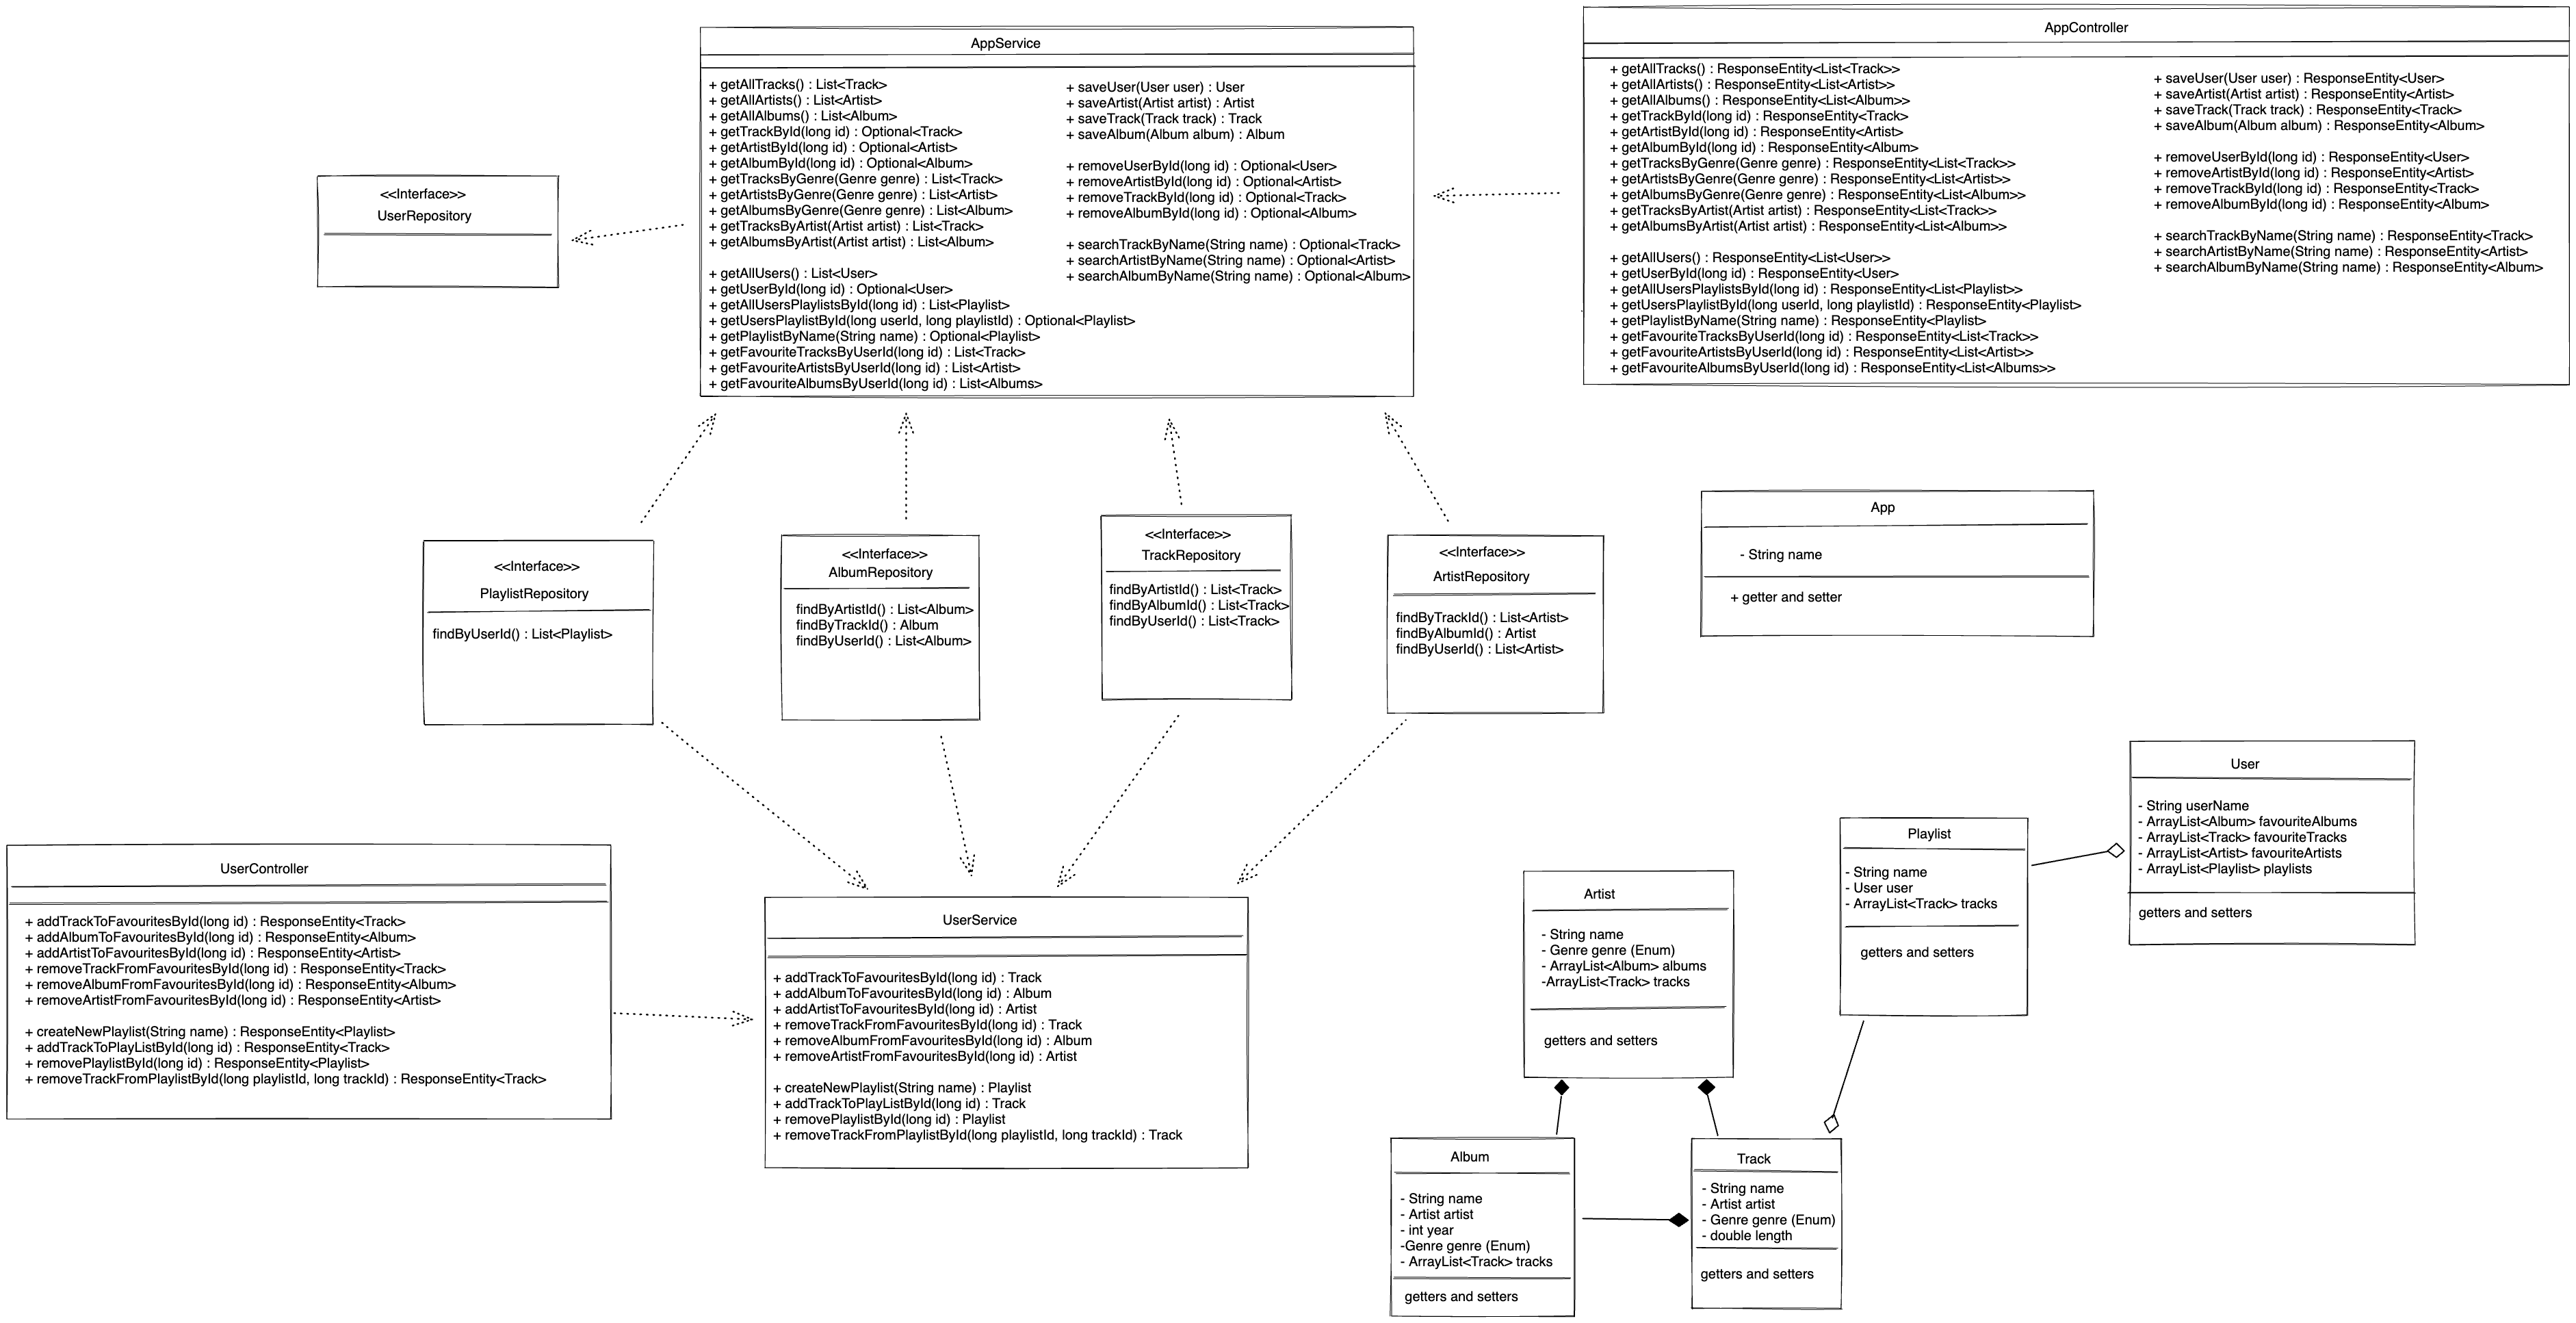 AppService
+ getAllTracks() : List<Track>
+ getAllArtists() : List<Artist>
+ getAllAlbums() : List<Album>
+ getTrackById(long id) : Optional<Track>
+ getArtistById(long id) : Optional<Artist>
+ getAlbumById(long id) : Optional<Album>
+ getTracksByGenre(Genre genre) : List<Track>
+ getArtistsByGenre(Genre genre) : List<Artist>
+ getAlbumsByGenre(Genre genre) : List<Album>
+ getTracksByArtist(Artist artist) : List<Track>
+ getAlbumsByArtist(Artist artist) : List<Album>
+ getAllUsers() : List<User>
+ getUserById(long id) : Optional<User>
+ getAllUsersPlaylistsById(long id) : List<Playlist>
+ getUsersPlaylistById(long userId, long playlistId) : Optional<Playlist>
+ getPlaylistByName(String name) : Optional<Playlist>
+ getFavouriteTracksByUserId(long id) : List<Track>
+ getFavouriteArtistsByUserId(long id) : List<Artist>
+ getFavouriteAlbumsByUserId(long id) : List<Albums>
+ saveUser(User user) : User
+ saveArtist(Artist artist) : Artist
+ saveTrack(Track track) : Track
+ saveAlbum(Album album) : Album
+ removeUserById(long id) : Optional<User>
+ removeArtistById(long id) : Optional<Artist>
+ removeTrackById(long id) : Optional<Track>
+ removeAlbumById(long id) : Optional<Album>
+ searchTrackByName(String name) : Optional<Track>
+ searchArtistByName(String name) : Optional<Artist>
+ searchAlbumByName(String name) : Optional<Album>
AppController
+ getAllTracks() : ResponseEntity<List<Track>>
+ getAllArtists() : ResponseEntity<List<Artist>>
+ getAllAlbums() : ResponseEntity<List<Album>>
+ getTrackById(long id) : ResponseEntity<Track>
+ getArtistById(long id) : ResponseEntity<Artist>
+ getAlbumById(long id) : ResponseEntity<Album>
+ getTracksByGenre(Genre genre) : ResponseEntity<List<Track>>
+ getArtistsByGenre(Genre genre) : ResponseEntity<List<Artist>>
+ getAlbumsByGenre(Genre genre) : ResponseEntity<List<Album>>
+ getTracksByArtist(Artist artist) : ResponseEntity<List<Track>>
+ getAlbumsByArtist(Artist artist) : ResponseEntity<List<Album>>
+ getAllUsers() : ResponseEntity<List<User>>
+ getUserById(long id) : ResponseEntity<User>
+ getAllUsersPlaylistsById(long id) : ResponseEntity<List<Playlist>>
+ getUsersPlaylistById(long userId, long playlistId) : ResponseEntity<Playlist>
+ getPlaylistByName(String name) : ResponseEntity<Playlist>
+ getFavouriteTracksByUserId(long id) : ResponseEntity<List<Track>>
+ getFavouriteArtistsByUserId(long id) : ResponseEntity<List<Artist>>
+ getFavouriteAlbumsByUserId(long id) : ResponseEntity<List<Albums>>
+ saveUser(User user) : ResponseEntity<User>
+ saveArtist(Artist artist) : ResponseEntity<Artist>
+ saveTrack(Track track) : ResponseEntity<Track>
+ saveAlbum(Album album) : ResponseEntity<Album>
+ removeUserById(long id) : ResponseEntity<User>
+ removeArtistById(long id) : ResponseEntity<Artist>
+ removeTrackById(long id) : ResponseEntity<Track>
+ removeAlbumById(long id) : ResponseEntity<Album>
+ searchTrackByName(String name) : ResponseEntity<Track>
+ searchArtistByName(String name) : ResponseEntity<Artist>
+ searchAlbumByName(String name) : ResponseEntity<Album>
<<Interface>>
UserRepository
<<Interface>>
PlaylistRepository
findByUserId() : List<Playlist>
<<Interface>>
AlbumRepository
findByArtistId() : List<Album>
findByTrackId() : Album
findByUserId() : List<Album>
<<Interface>>
TrackRepository
findByArtistId() : List<Track>
findByAlbumId() : List<Track>
findByUserId() : List<Track>
<<Interface>>
ArtistRepository
findByTrackId() : List<Artist>
findByAlbumId() : Artist
findByUserId() : List<Artist>
App
- String name
+ getter and setter
UserController
+ addTrackToFavouritesById(long id) : ResponseEntity<Track>
+ addAlbumToFavouritesById(long id) : ResponseEntity<Album>
+ addArtistToFavouritesById(long id) : ResponseEntity<Artist>
+ removeTrackFromFavouritesById(long id) : ResponseEntity<Track>
+ removeAlbumFromFavouritesById(long id) : ResponseEntity<Album>
+ removeArtistFromFavouritesById(long id) : ResponseEntity<Artist>
+ createNewPlaylist(String name) : ResponseEntity<Playlist>
+ addTrackToPlayListById(long id) : ResponseEntity<Track>
+ removePlaylistById(long id) : ResponseEntity<Playlist>
+ removeTrackFromPlaylistById(long playlistId, long trackId) : ResponseEntity<Track>
UserService
+ addTrackToFavouritesById(long id) : Track
+ addAlbumToFavouritesById(long id) : Album
+ addArtistToFavouritesById(long id) : Artist
+ removeTrackFromFavouritesById(long id) : Track
+ removeAlbumFromFavouritesById(long id) : Album
+ removeArtistFromFavouritesById(long id) : Artist
+ createNewPlaylist(String name) : Playlist
+ addTrackToPlayListById(long id) : Track
+ removePlaylistById(long id) : Playlist
+ removeTrackFromPlaylistById(long playlistId, long trackId) : Track
User
- String userName
- ArrayList<Album> favouriteAlbums
- ArrayList<Track> favouriteTracks
- ArrayList<Artist> favouriteArtists
- ArrayList<Playlist> playlists
getters and setters
Playlist
- String name
- User user
- ArrayList<Track> tracks
getters and setters
Artist
- String name
- Genre genre (Enum)
- ArrayList<Album> albums
-ArrayList<Track> tracks
getters and setters
Album
- String name
- Artist artist
- int year
-Genre genre (Enum)
- ArrayList<Track> tracks
getters and setters
Track
- String name
- Artist artist
- Genre genre (Enum)
- double length
getters and setters